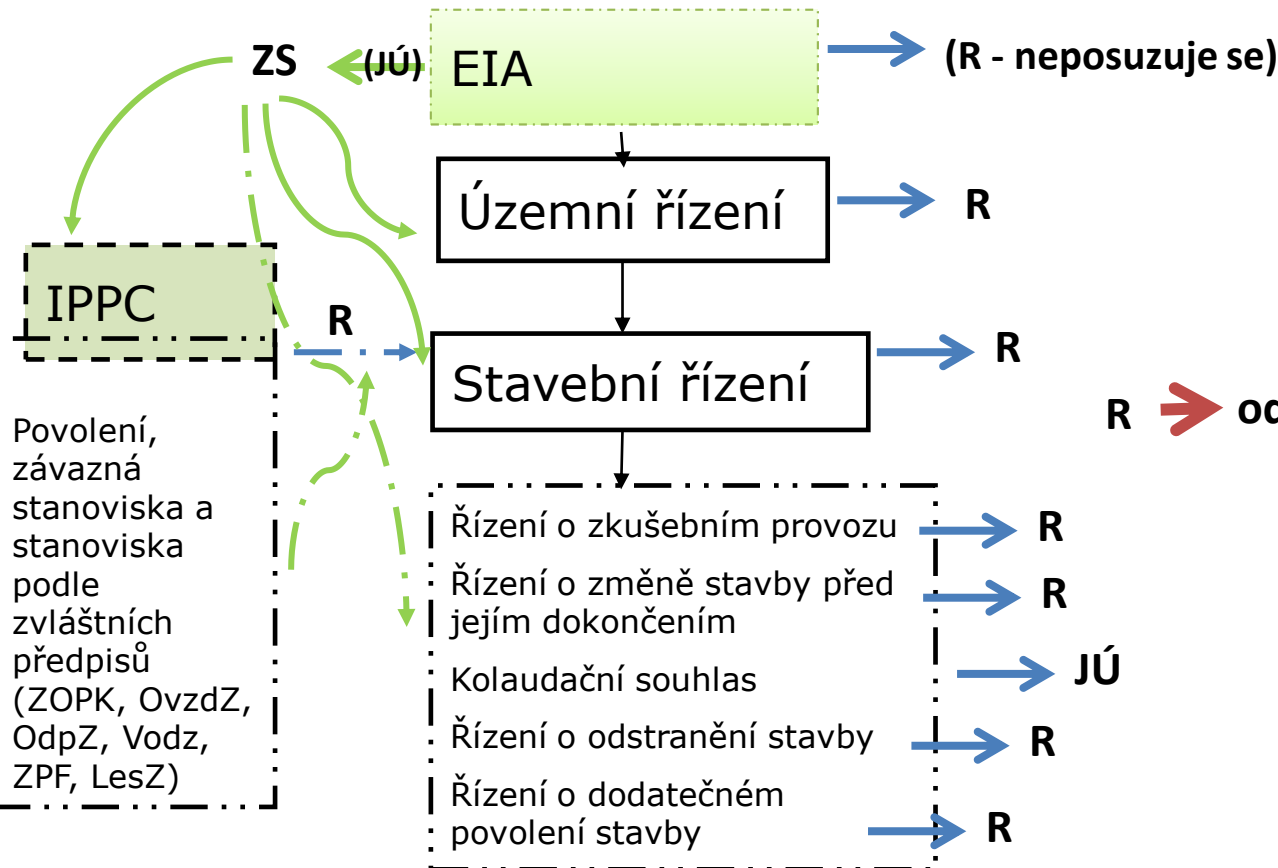 ZS
(JÚ)
EIA
(R - neposuzuje se)
Územní řízení
R
IPPC
R
Stavební řízení
R
R
Povolení,
závazná
stanoviska a
stanoviska
podle
zvláštních
předpisů
(ZOPK, OvzdZ,
OdpZ, Vodz,
ZPF, LesZ)
Řízení o zkušebním provozu
R
Řízení o změně stavby před
jejím dokončením
R
Kolaudační souhlas
JÚ
Řízení o odstranění stavby
R
Řízení o dodatečném
povolení stavby
R